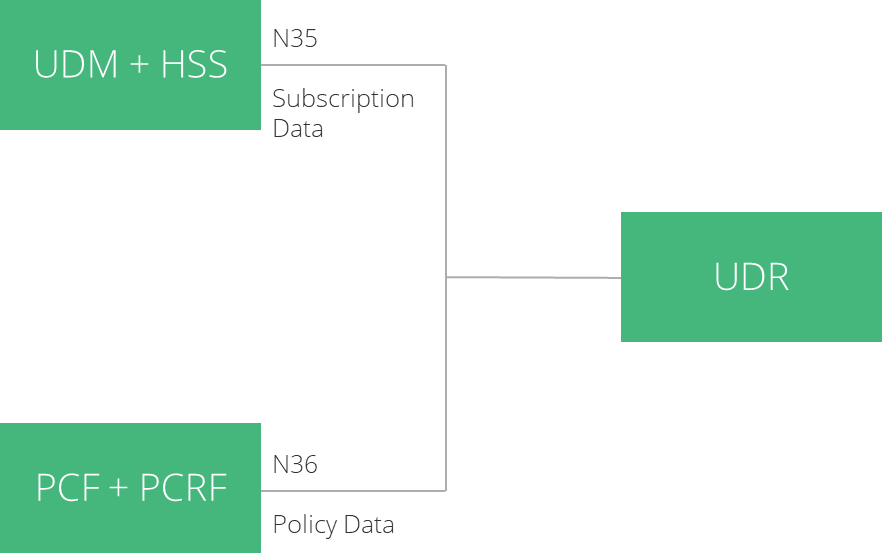 UDM + HSS
N35
Subscription
Data
UDR
PCF + PCRF
N36
Policy Data